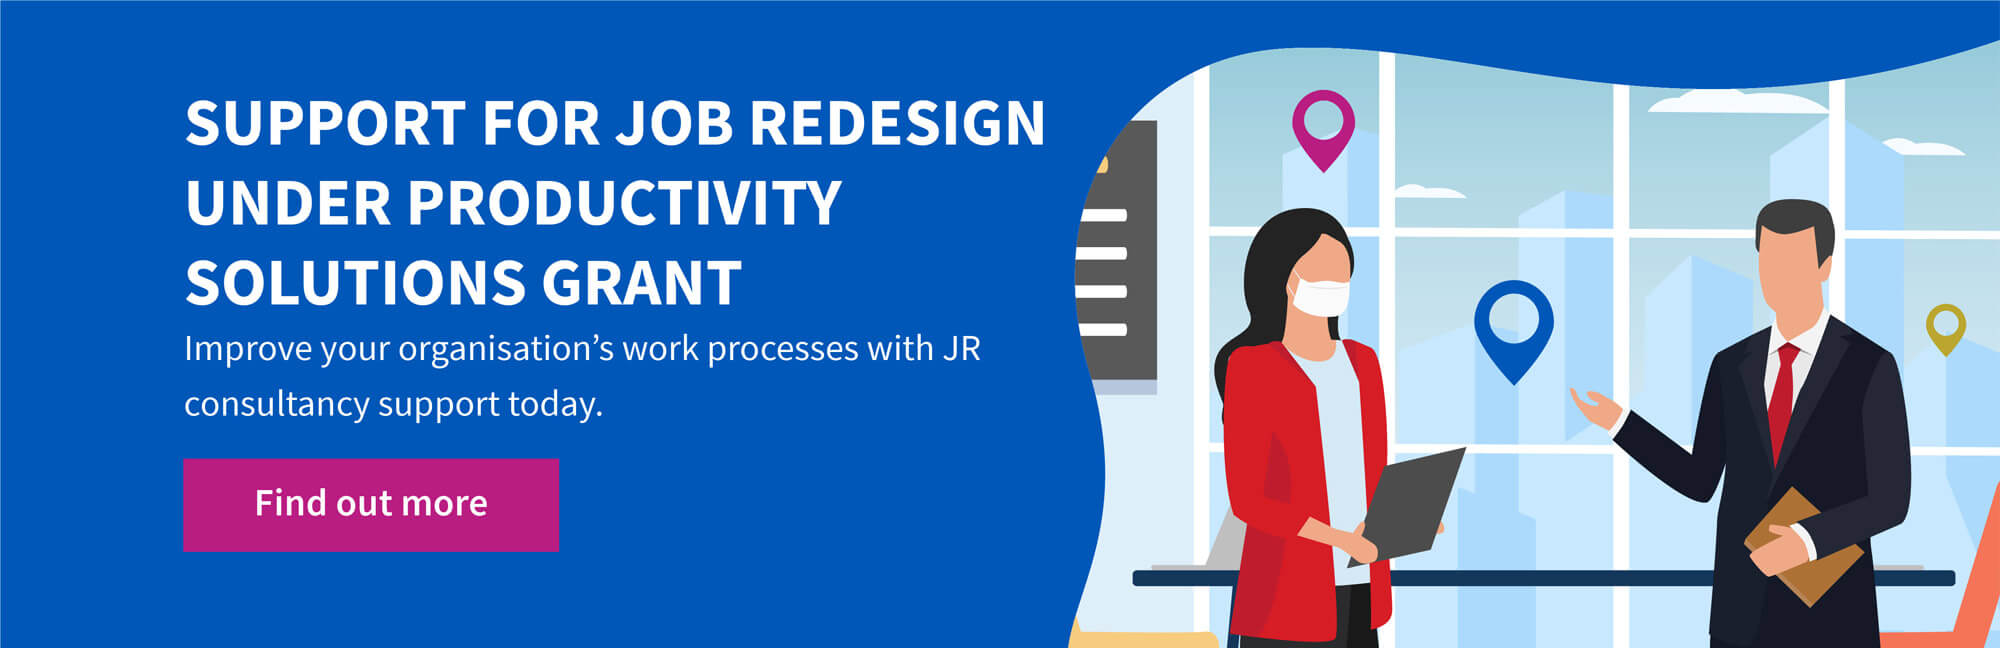 SUPPORT FOR JOB REDESIGN
UNDER PRODUCTIVITY
SOLUTIONS GRANT
Improve your organisation’s work processes with JR
consultancy support today.
Find out more